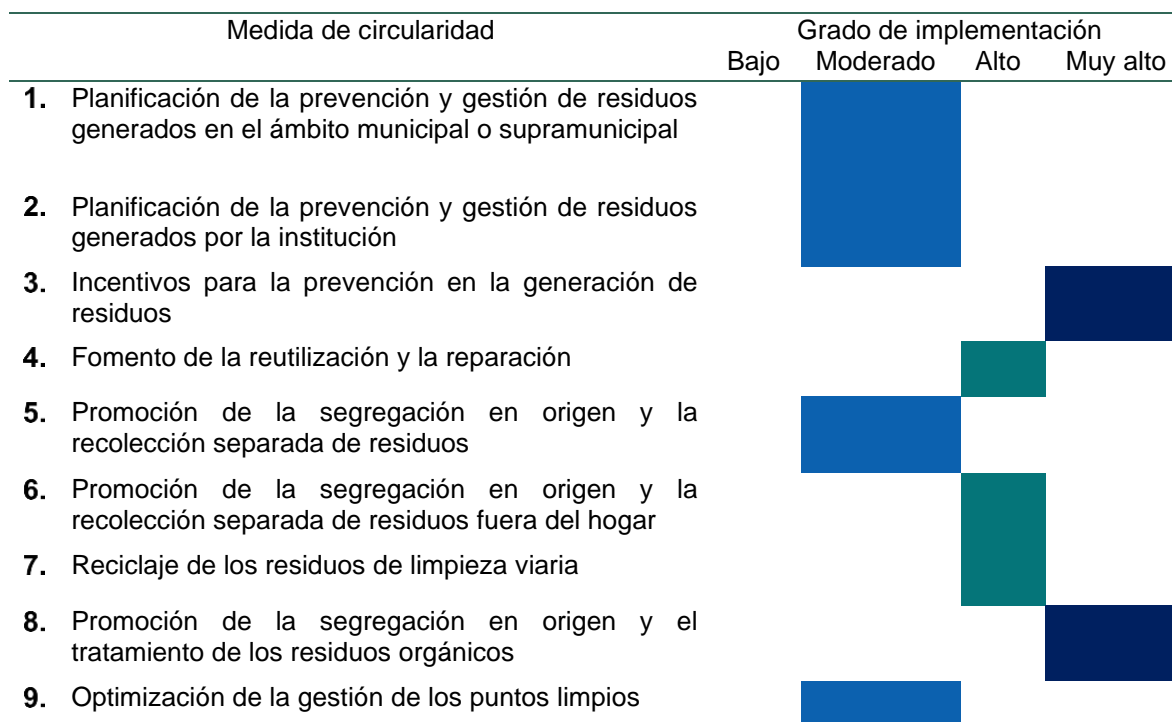 Medida de circularidad
Grado de implementación
Bajo Moderado Alto Muy alto
1. Planificación de la prevención y gestión de residuos
generados en el ámbito municipal o supramunicipal
2. Planificación de la prevención y gestión de residuos
generados por la institución
3. Incentivos para la prevención en la generación de
residuos
4. Fomento de la reutilización y la reparación
5. Promoción de la segregación en origen y la
recolección separada de residuos
6. Promoción de la segregación en origen y la
recolección separada de residuos fuera del hogar
7. Reciclaje de los residuos de limpieza viaria
8. Promoción de la segregación en origen y el
tratamiento de los residuos orgánicos
9. Optimización de la gestión de los puntos limpios